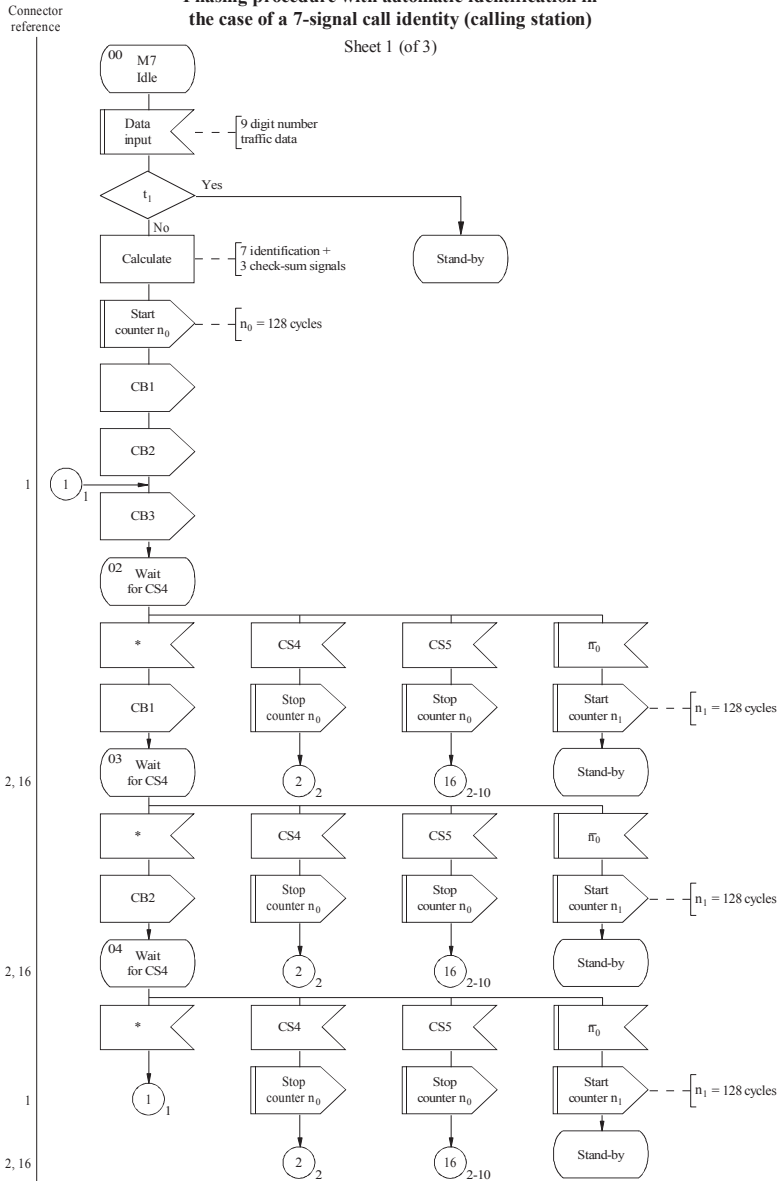 Phasing procedure with automatic identification in
the case of a 7-signal call identity (calling station)
Sheet 1 (of 3)
Connector
reference
00 M7
Idle
Data
input
9 digit number
traffic data
t1
Yes
No
Calculate
7 identification +
3 check-sum signals
Stand-by
Start
counter n0
n0 = 128 cycles
CB1
CB2
1
1
1
CB3
02 Wait
for CS4
*
CS4
CS5
n0
CB1
Stop
counter n0
Stop
counter n0
Start
counter n1
n1 = 128 cycles
2, 16
03 Wait
for CS4
2
2
16
2-10
Stand-by
*
CS4
CS5
n0
CB2
Stop
counter n0
Stop
counter n0
Start
counter n1
n1 = 128 cycles
2, 16
04 Wait
for CS4
2
2
16
2-10
Stand-by
*
CS4
CS5
n0
1
1
1
Stop
counter n0
Stop
counter n0
Start
counter n1
n1 = 128 cycles
2, 16
2
2
16
2-10
Stand-by